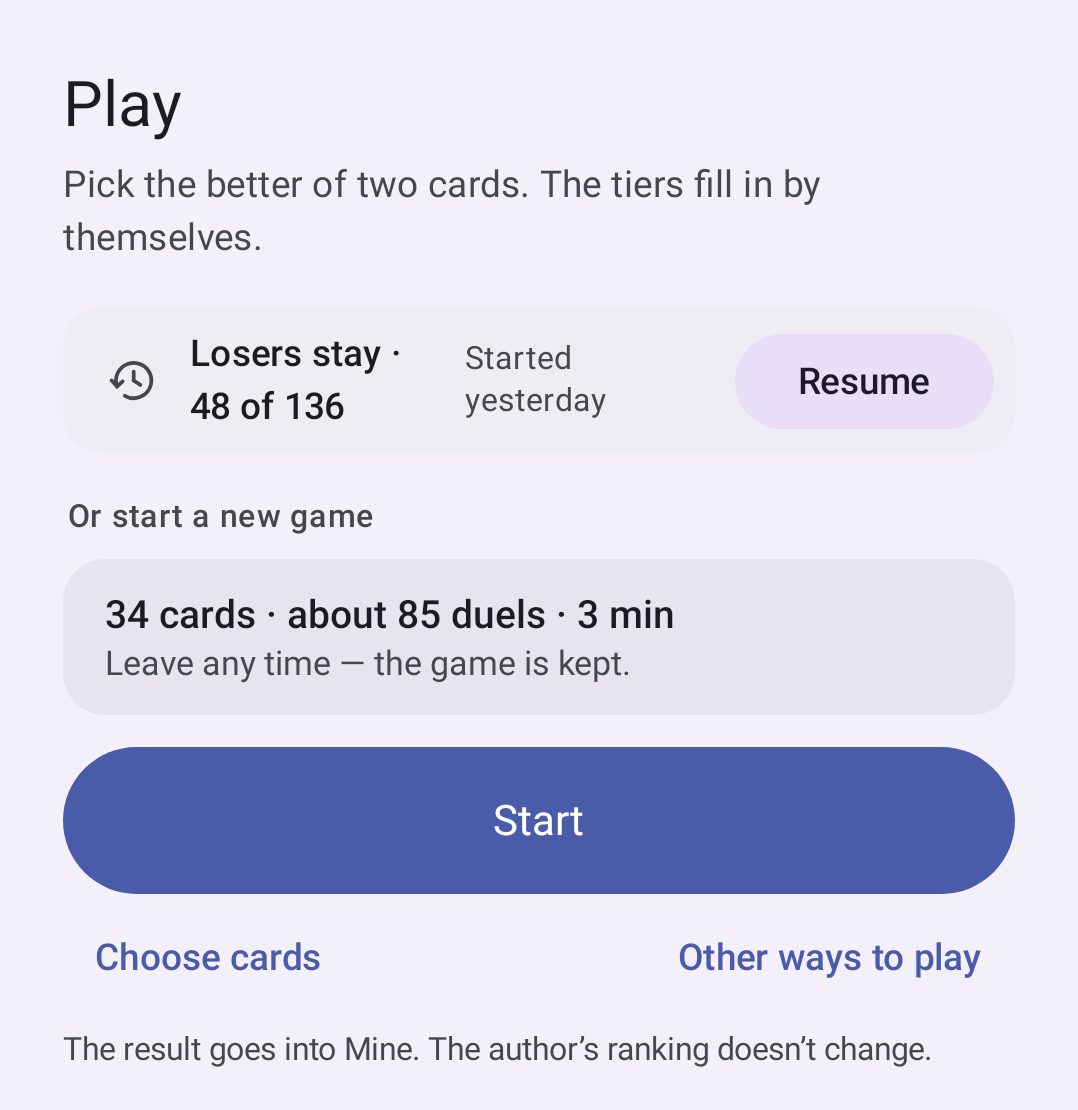 Play
Pick the better of two cards. The tiers fill in by
themselves.
Losers stay ·
48 of 136
Started
yesterday
Resume
Or start a new game
34 cards · about 85 duels · 3 min
Leave any time — the game is kept.
Start
Choose cards
Other ways to play
The result goes into Mine. The author’s ranking doesn’t change.